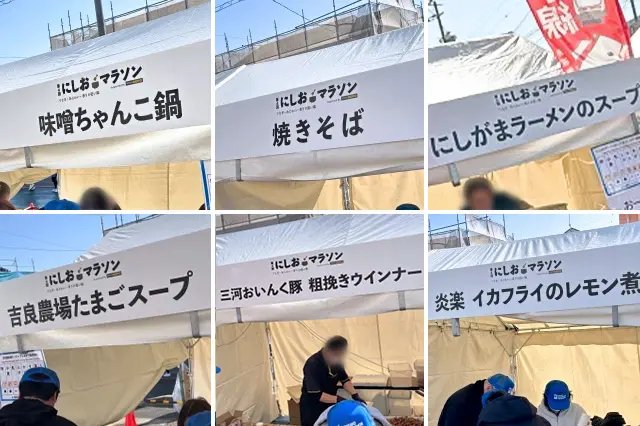 にしお マラソン
味噌ちゃんこ鍋
にしお マラソン
焼きそば
にしお マラソン
にしがまラーメンのスープ
線
にしお マラソン
吉良農場たまごスープ
にしお マラソン
三河おいんく豚 粗挽きウインナー
にしお マラソン
炎楽 イカフライのレモン煮